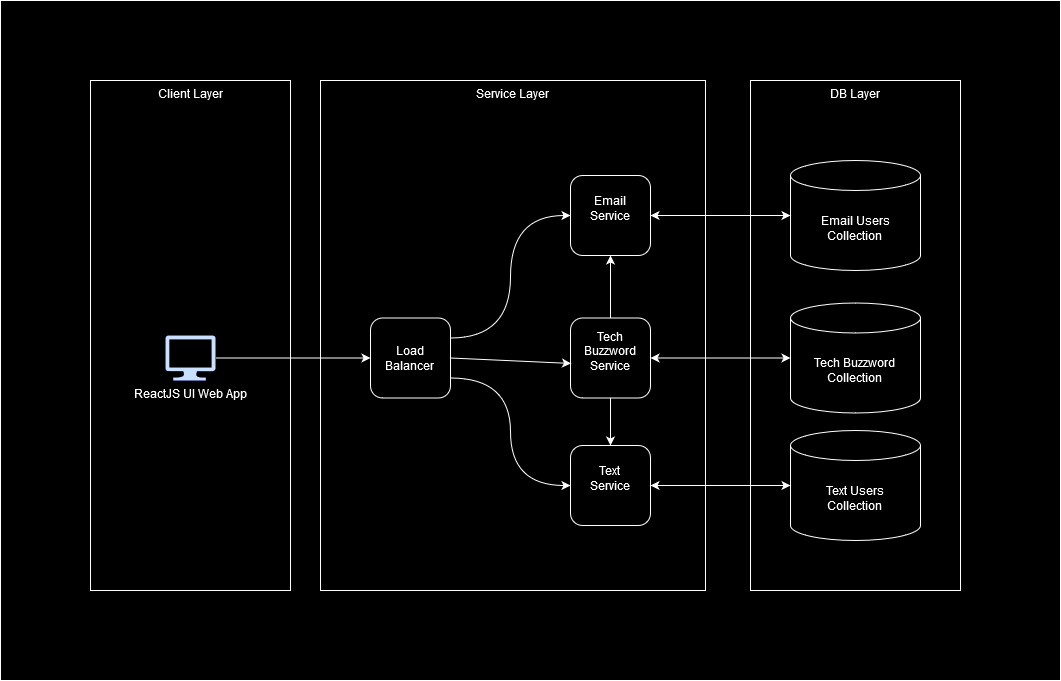 Client Layer
Service Layer
DB Layer
Email
Service
Email Users
Collection
ReactJS UI Web App
Load
Balancer
Tech
Buzzword
Service
Tech Buzzword
Collection
Text
Service
Text Users
Collection